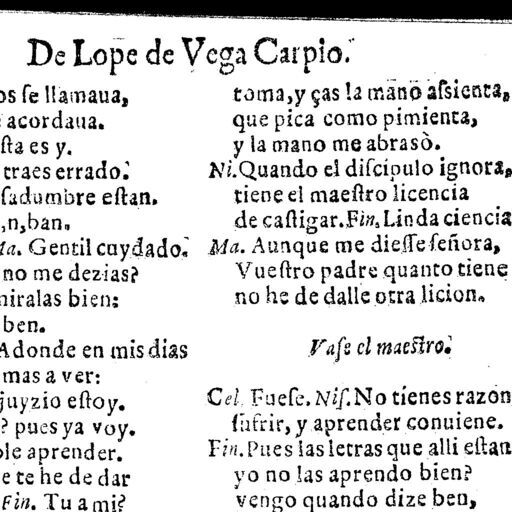 De Lope de Vega Carpio.
os ſe llamaua,
acordaua.
ſta es y.
traes errado.
ſadumbre eſtan.
,n,ban.
Ma. Gentil cuydado.
no me dezias?
miralas bien:
ben.
Adonde en mis dias
mas a ver:
juyzio eſtoy.
? pues ya voy.
ble aprender.
e te he de dar
Fin. Tu a mi?
toma, y ças la mano aſsienta,
que pica como pimienta,
y la mano me abrasò.
Ni. Quando el diſcipulo ignora,
tiene el maeſtro licencia
de caſtigar. Fin. Linda ciencia
Ma. Aunque me dieſſe ſeñora,
Vueſtro padre quanto tiene
no he de dalle otra licion.
Vaſe el maeſtro.
Cel. Fueſe. Niſ. No tienes razon
ſufrir, y aprender conuiene.
Fin. Pues las letras que alli eſtan
yo no las aprendo bien?
vengo quando dize ben,